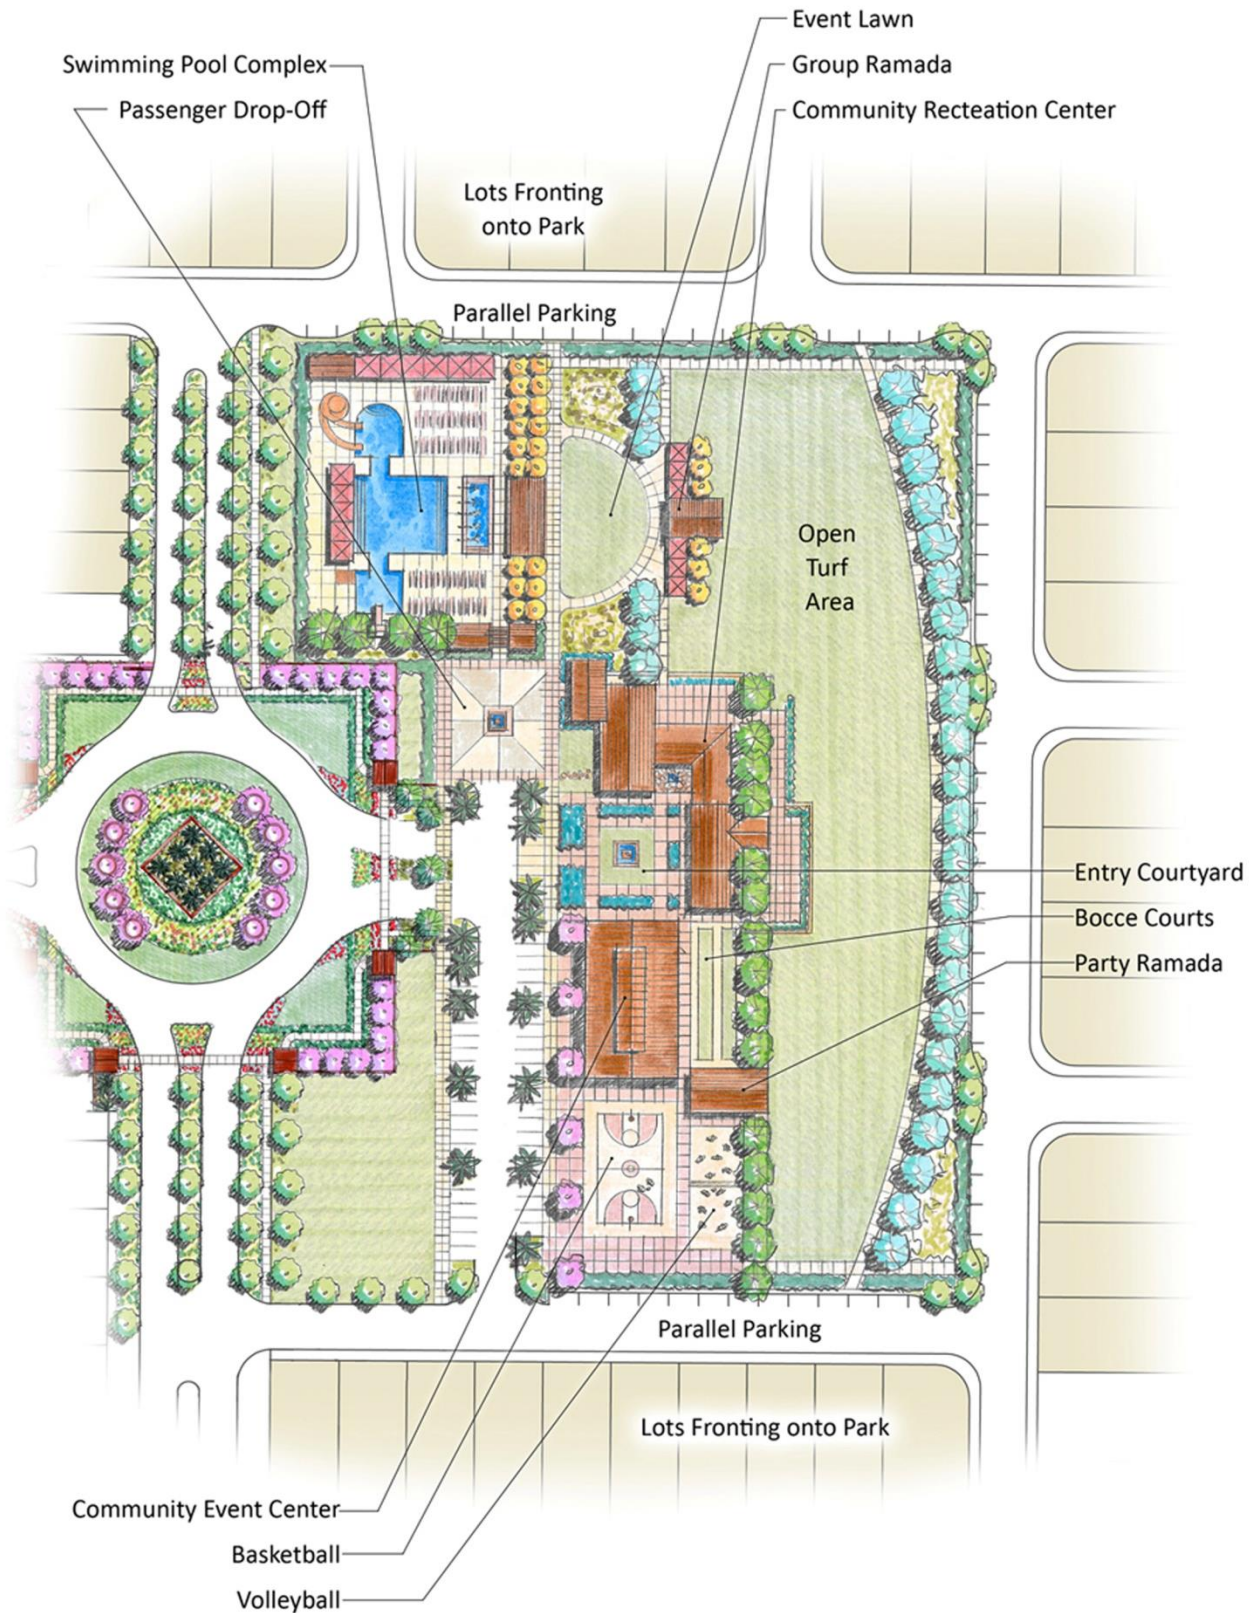 Event Lawn
Swimming Pool Complex
Group Ramada
Passenger Drop-Off
Community Recteation Center
Lots Fronting
onto Park
Parallel Parking
Open
Turf
Area
Entry Courtyard
Bocce Courts
Party Ramada
Parallel Parking
Lots Fronting onto Park
Community Event Center
Basketball
Volleyball